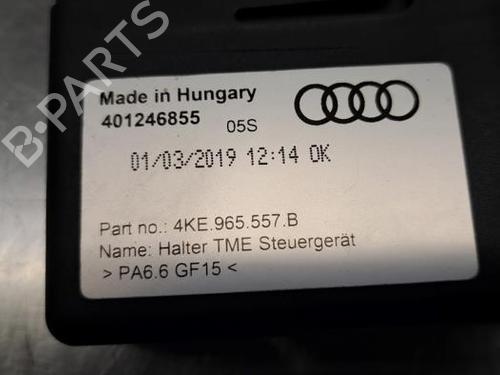 B-PARTS
Made in Hungary
401246855 05S
01/03/2019 12:14 OK
Part no.: 4KE.965.557.B
Name: Halter TME Steuergerät
> PA6.6 GF15 <